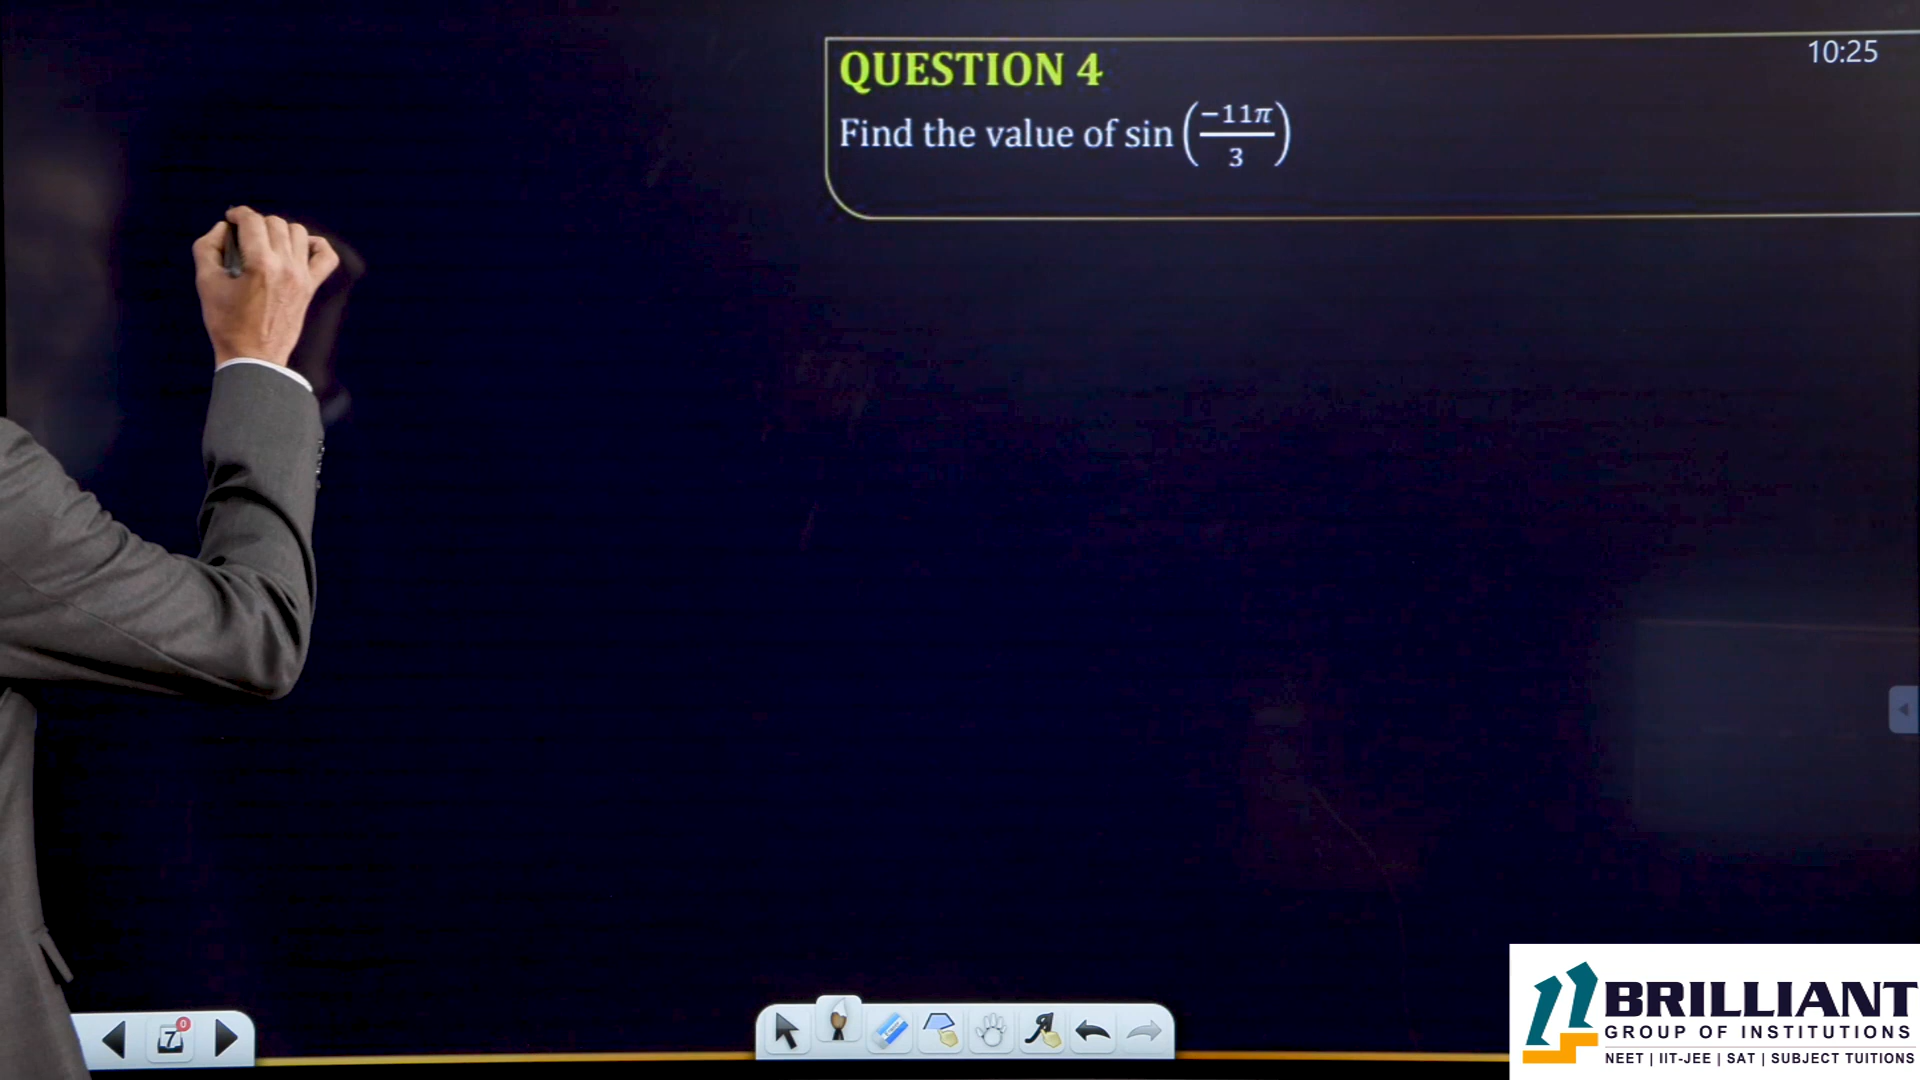 10:25
QUESTION 4
Find the value of sin (−11π/3)
7
0
BRILLIANT
GROUP OF INSTITUTIONS
NEET | IIT-JEE | SAT | SUBJECT TUITIONS